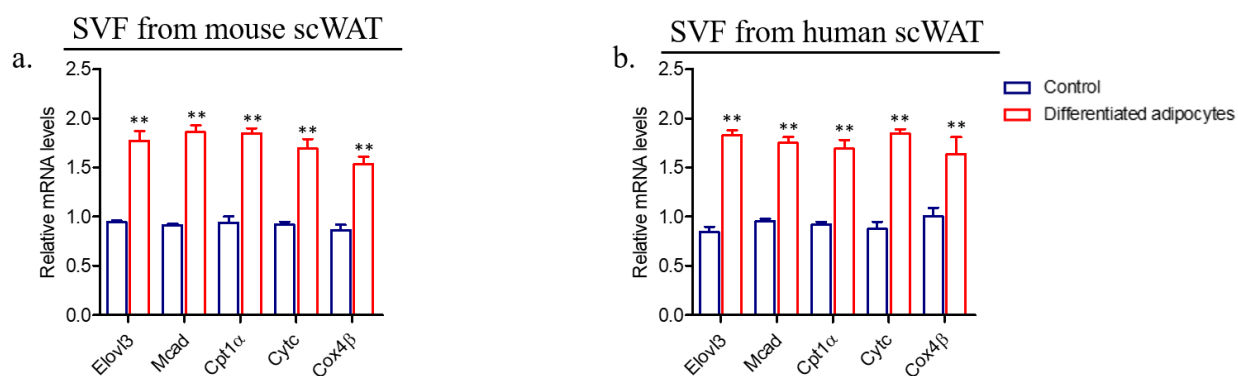 SVF from mouse scWAT
a.
Relative mRNA levels
2.5
2.0
1.5
1.0
0.5
0.0
** ** ** ** **
Elovl3 Mcad Cpt1α Cytc Cox4β
SVF from human scWAT
b.
Relative mRNA levels
2.5
2.0
1.5
1.0
0.5
0.0
** ** ** ** **
Elovl3 Mcad Cpt1α Cytc Cox4β
Control
Differentiated adipocytes